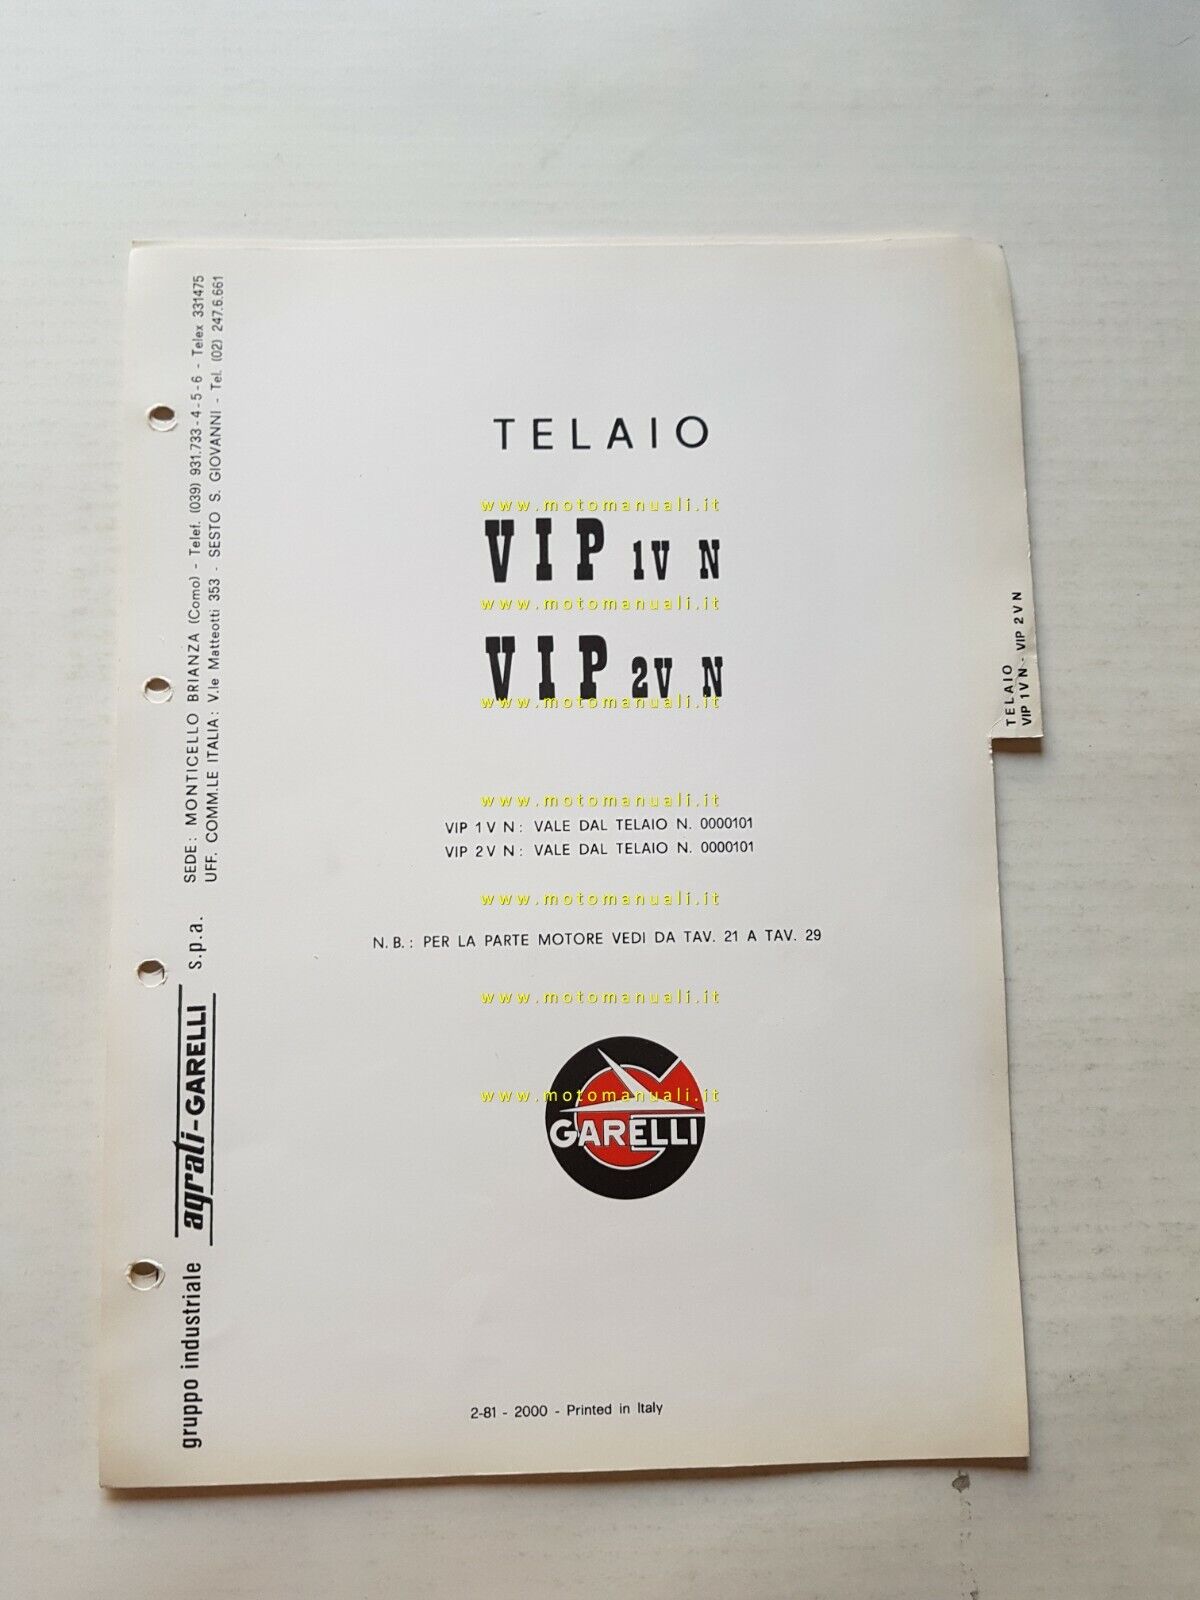 TELAIO
www.motomanuali.it
VIP 1V N
www.motomanuali.it
VIP 2V N
www.motomanuali.it
www.motomanuali.it
VIP 1 V N : VALE DAL TELAIO N. 0000101
VIP 2 V N : VALE DAL TELAIO N. 0000101
www.motomanuali.it
N. B. : PER LA PARTE MOTORE VEDI DA TAV. 21 A TAV. 29
www.motomanuali.it
www.motomanuali.it
GARELLI
2-81 - 2000 - Printed in Italy
gruppo industriale agrati-GARELLI s.p.a.
SEDE : MONTICELLO BRIANZA (Como) - Telef. (039) 931.733 - 4 - 5 - 6 - Telex 331475
UFF. COMM.LE ITALIA : V.le Matteotti 353 - SESTO S. GIOVANNI - Tel. (02) 247.6.661
TELAIO
VIP 1 V N - VIP 2 V N